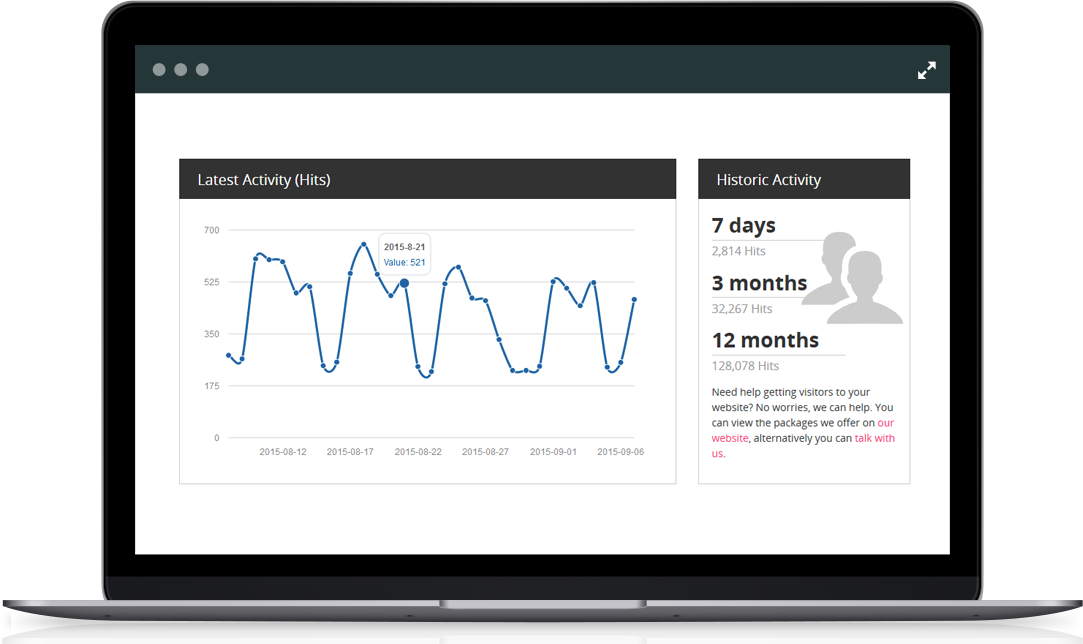 Latest Activity (Hits)
700
525
350
175
0
2015-8-21
Value: 521
2015-08-12
2015-08-17
2015-08-22
2015-08-27
2015-09-01
2015-09-06
Historic Activity
7 days
2,814 Hits
3 months
32,267 Hits
12 months
128,078 Hits
Need help getting visitors to your
website? No worries, we can help. You
can view the packages we offer on our
website, alternatively you can talk with
us.